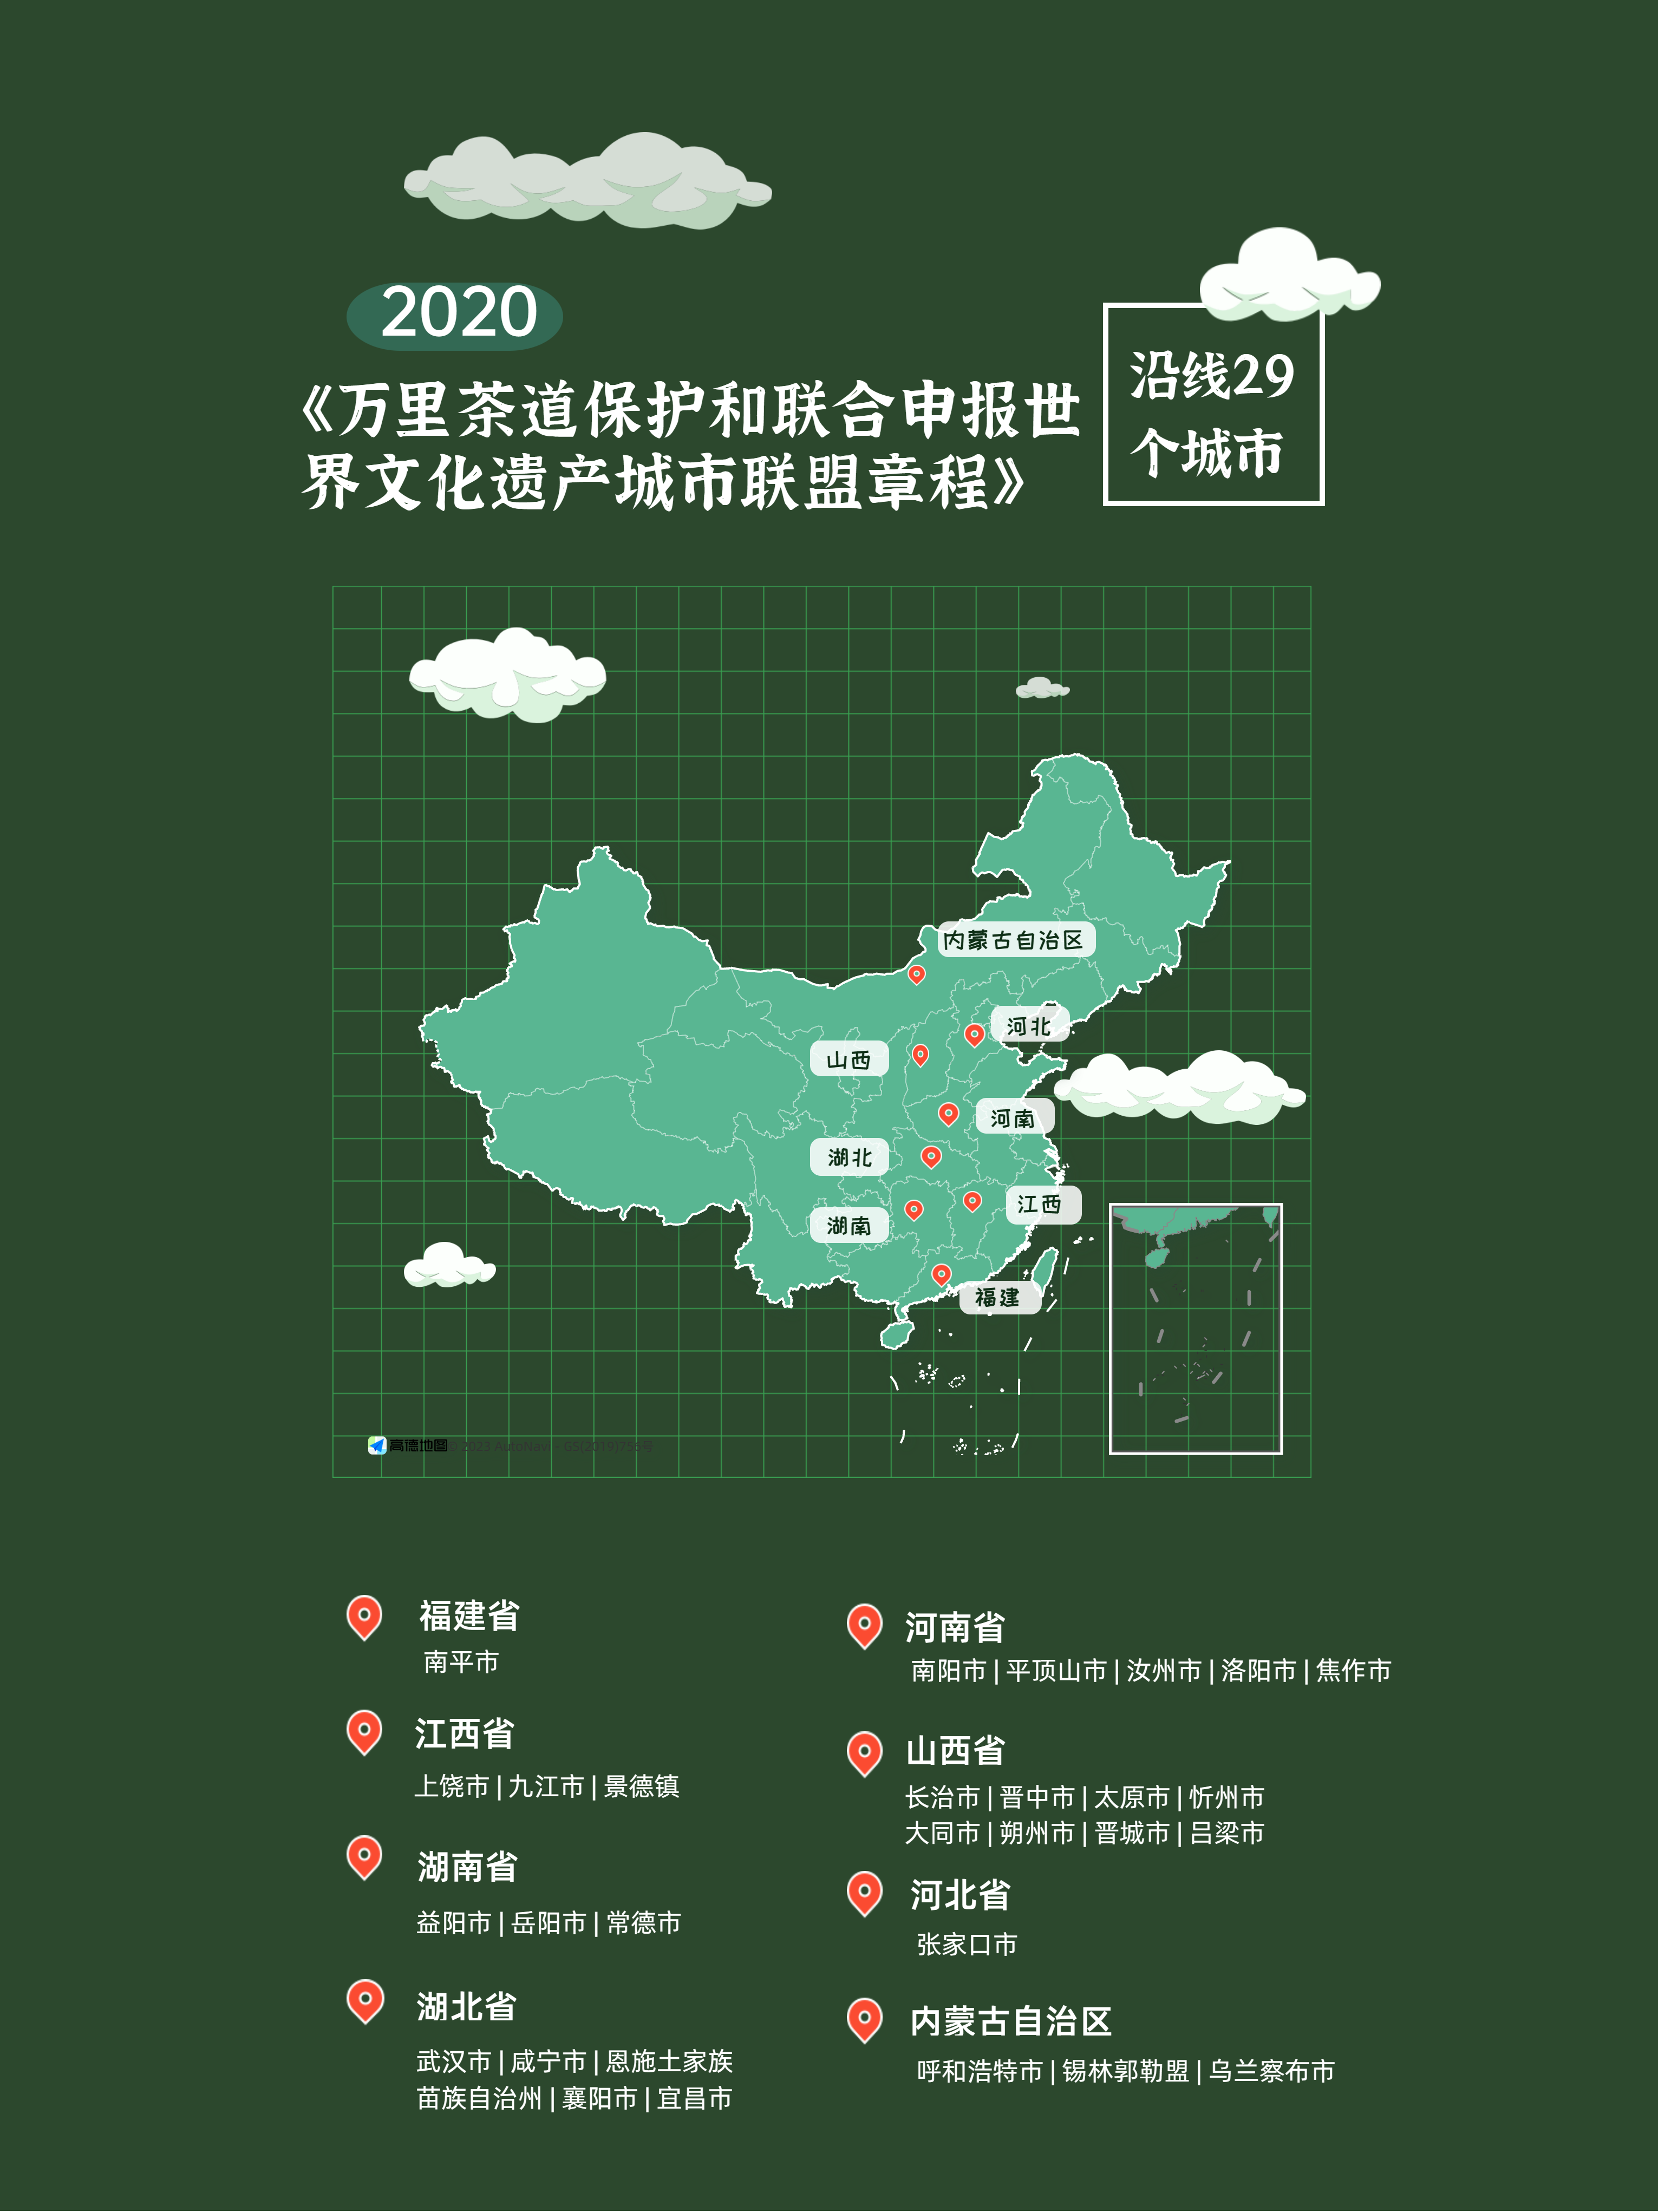 2020
《万里茶道保护和联合申报世
界文化遗产城市联盟章程》
沿线29
个城市
内蒙古自治区
河北
山西
河南
湖北
江西
湖南
福建
高德地图 © 2023 AutoNavi - GS(2019)756号
福建省
南平市
江西省
上饶市|九江市|景德镇
湖南省
益阳市|岳阳市|常德市
湖北省
武汉市|咸宁市|恩施土家族
苗族自治州|襄阳市|宜昌市
河南省
南阳市|平顶山市|汝州市|洛阳市|焦作市
山西省
长治市|晋中市|太原市|忻州市
大同市|朔州市|晋城市|吕梁市
河北省
张家口市
内蒙古自治区
呼和浩特市|锡林郭勒盟|乌兰察布市